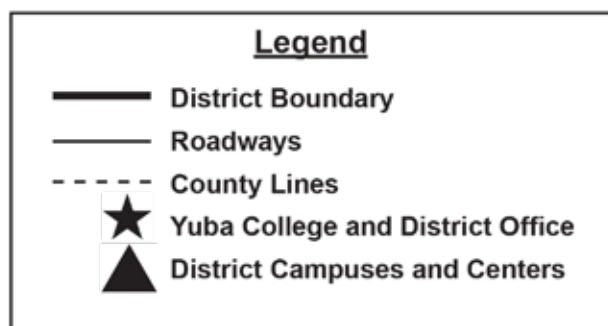 Legend
District Boundary
Roadways
County Lines
Yuba College and District Office
District Campuses and Centers